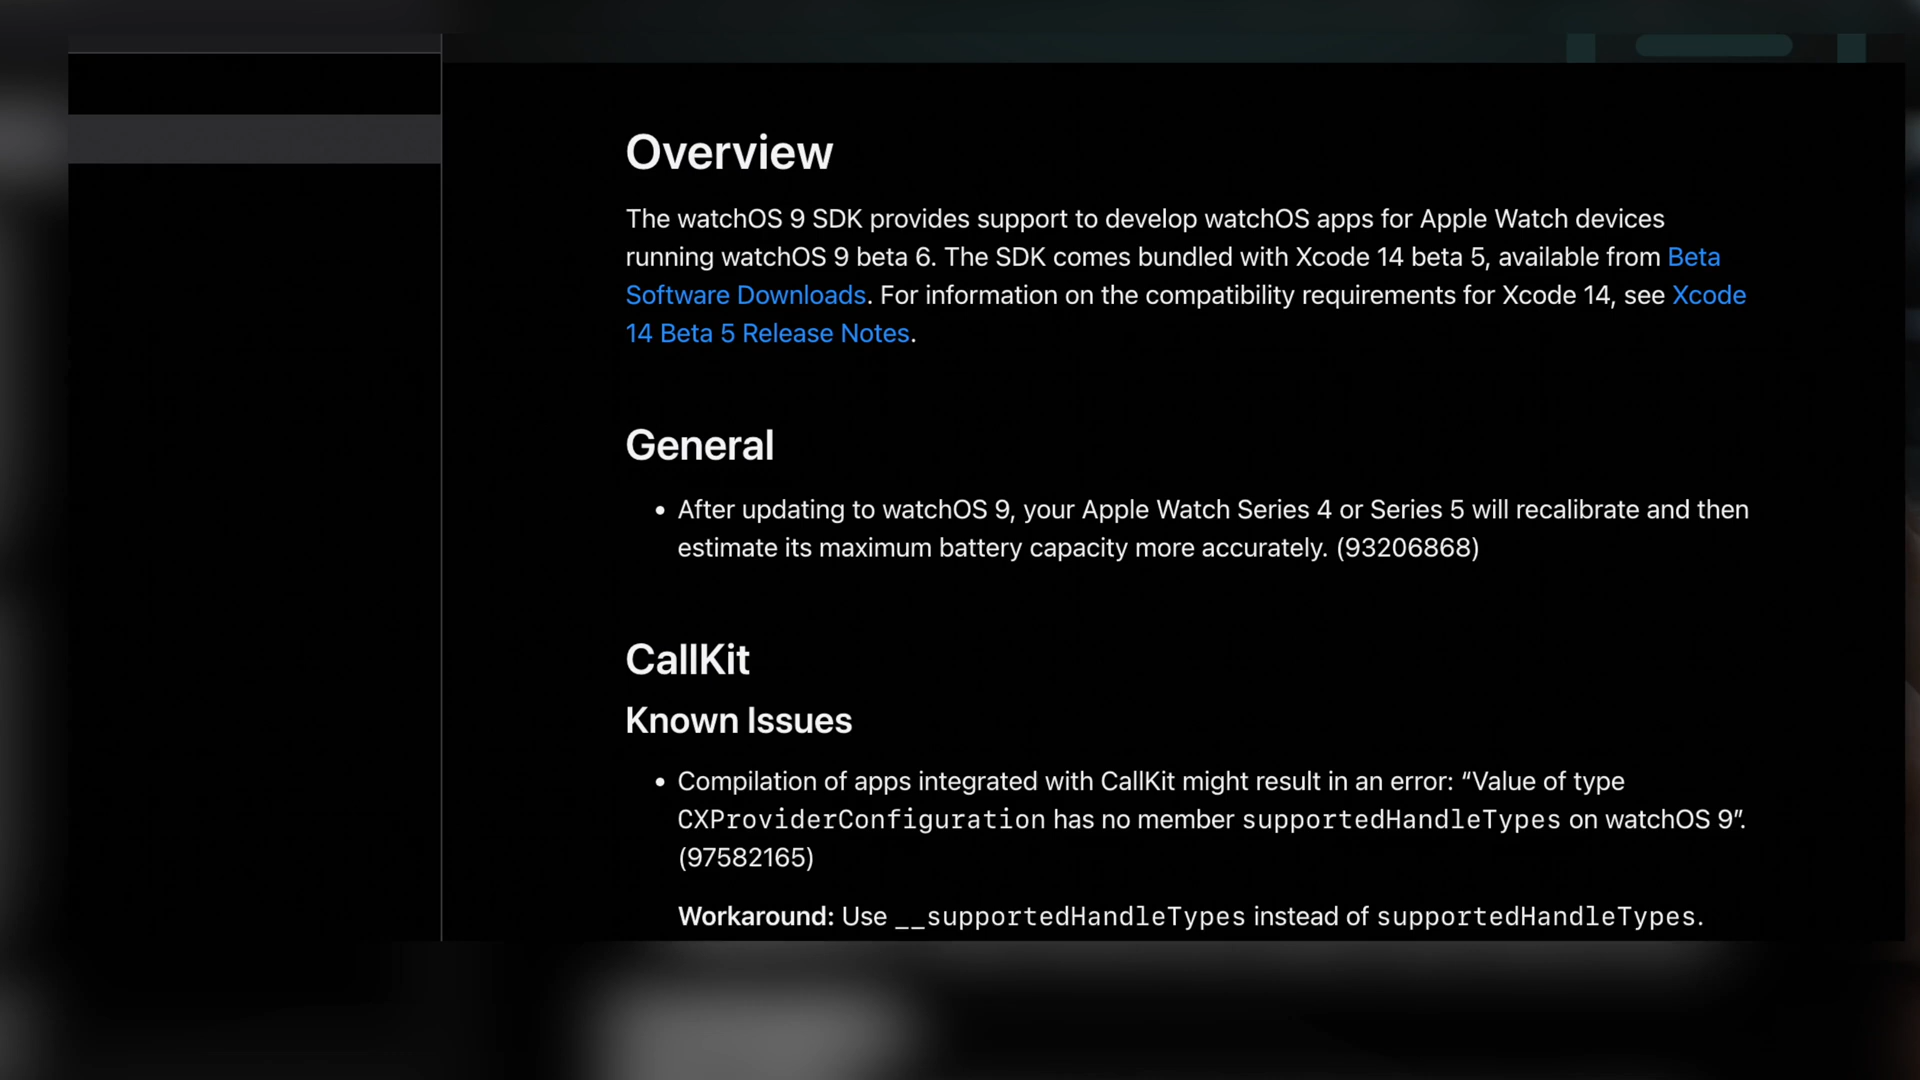 Overview
The watchOS 9 SDK provides support to develop watchOS apps for Apple Watch devices
running watchOS 9 beta 6. The SDK comes bundled with Xcode 14 beta 5, available from Beta
Software Downloads. For information on the compatibility requirements for Xcode 14, see Xcode
14 Beta 5 Release Notes.
General
• After updating to watchOS 9, your Apple Watch Series 4 or Series 5 will recalibrate and then
estimate its maximum battery capacity more accurately. (93206868)
CallKit
Known Issues
• Compilation of apps integrated with CallKit might result in an error: “Value of type
CXProviderConfiguration has no member supportedHandleTypes on watchOS 9”.
(97582165)
Workaround: Use __supportedHandleTypes instead of supportedHandleTypes.